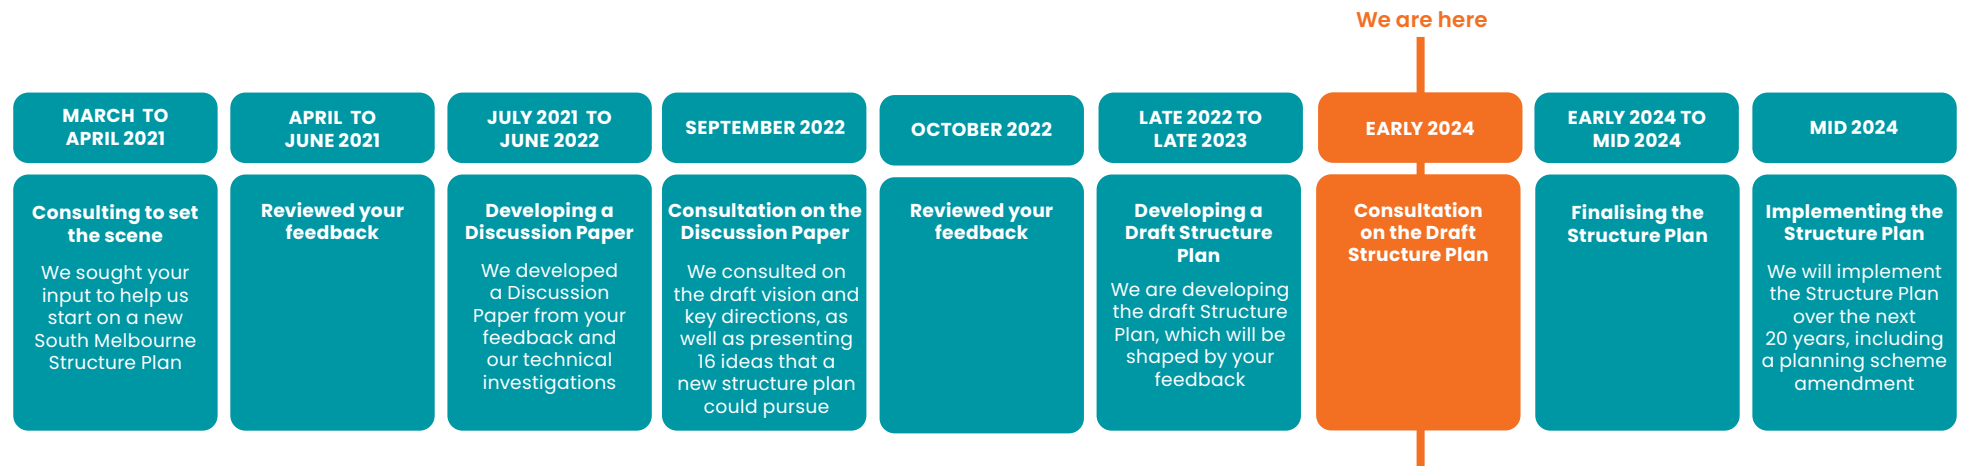 We are here
MARCH TO
APRIL 2021
Consulting to set
the scene
We sought your
input to help us
start on a new
South Melbourne
Structure Plan
APRIL TO
JUNE 2021
Reviewed your
feedback
JULY 2021 TO
JUNE 2022
Developing a
Discussion Paper
We developed
a Discussion
Paper from your
feedback and
our technical
investigations
SEPTEMBER 2022
Consultation on the
Discussion Paper
We consulted on
the draft vision and
key directions, as
well as presenting
16 ideas that a
new structure plan
could pursue
OCTOBER 2022
Reviewed your
feedback
LATE 2022 TO
LATE 2023
Developing a
Draft Structure
Plan
We are developing
the draft Structure
Plan, which will be
shaped by your
feedback
EARLY 2024
Consultation
on the Draft
Structure Plan
EARLY 2024 TO
MID 2024
Finalising the
Structure Plan
MID 2024
Implementing the
Structure Plan
We will implement
the Structure Plan
over the next
20 years, including
a planning scheme
amendment